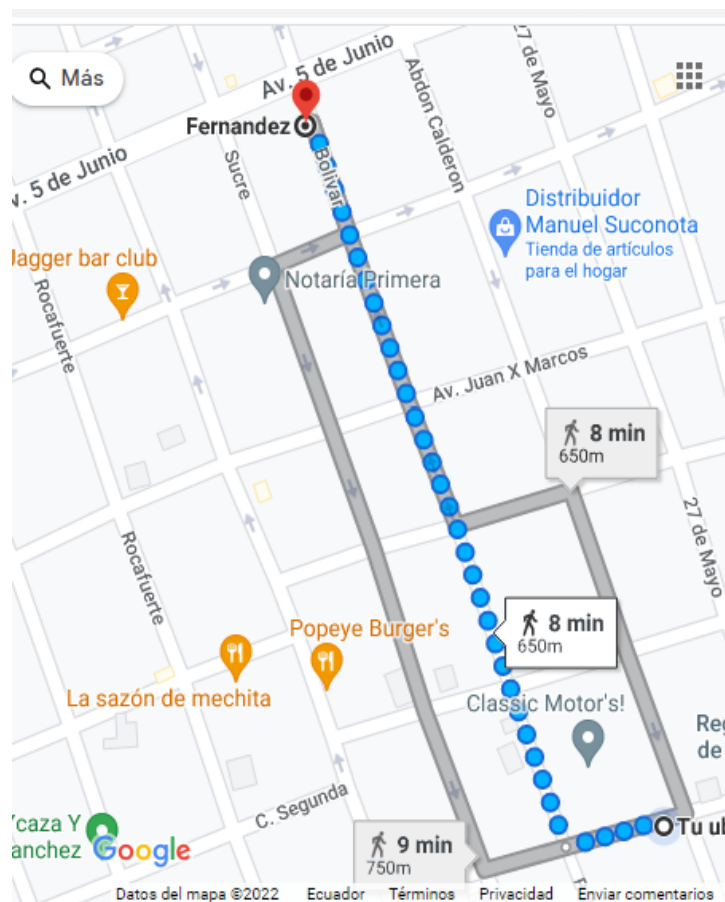 Más
Av. 5 de Junio
27 de Mayo
Abdon Calderon
Fernandez
Bolivar
Sucre
v. 5 de Junio
Distribuidor
Manuel Suconota
Tienda de artículos
para el hogar
Jagger bar club
Notaría Primera
Rocafuerte
Av. Juan X Marcos
8 min
650m
27 de Mayo
Rocafuerte
8 min
650m
Popeye Burger's
La sazón de mechita
Classic Motor's!
Reg
de
C. Segunda
Ycaza Y
anchez
Google
Tu ub
9 min
750m
Datos del mapa ©2022 Ecuador Términos Privacidad Enviar comentarios